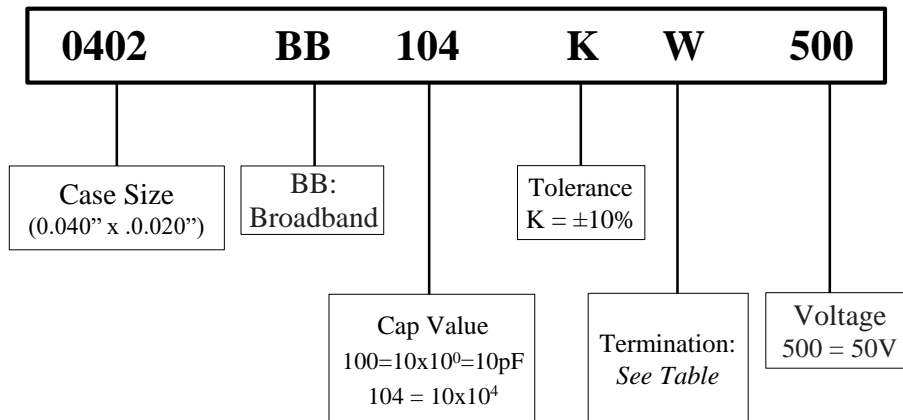 0402 BB 104 K W 500
Case Size
(0.040” x .0.020”)
BB:
Broadband
Tolerance
K = ±10%
Cap Value
100=10x10⁰=10pF
104 = 10x10⁴
Termination:
See Table
Voltage
500 = 50V